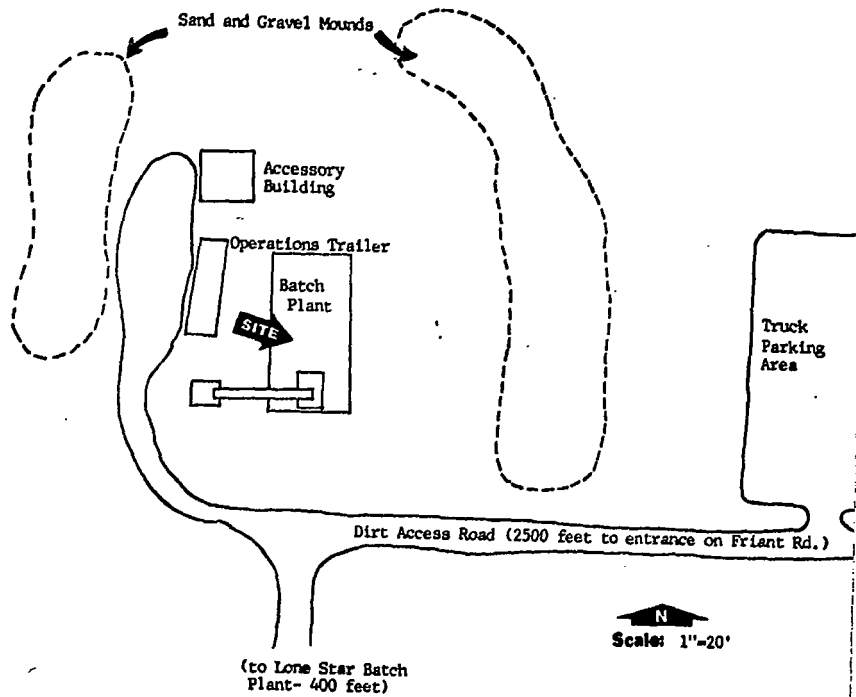 Sand and Gravel Mounds
Accessory
Building
Operations Trailer
Batch
Plant
SITE
Truck
Parking
Area
Dirt Access Road (2500 feet to entrance on Friant Rd.)
N
Scale: 1"=20'
(to Lone Star Batch
Plant- 400 feet)